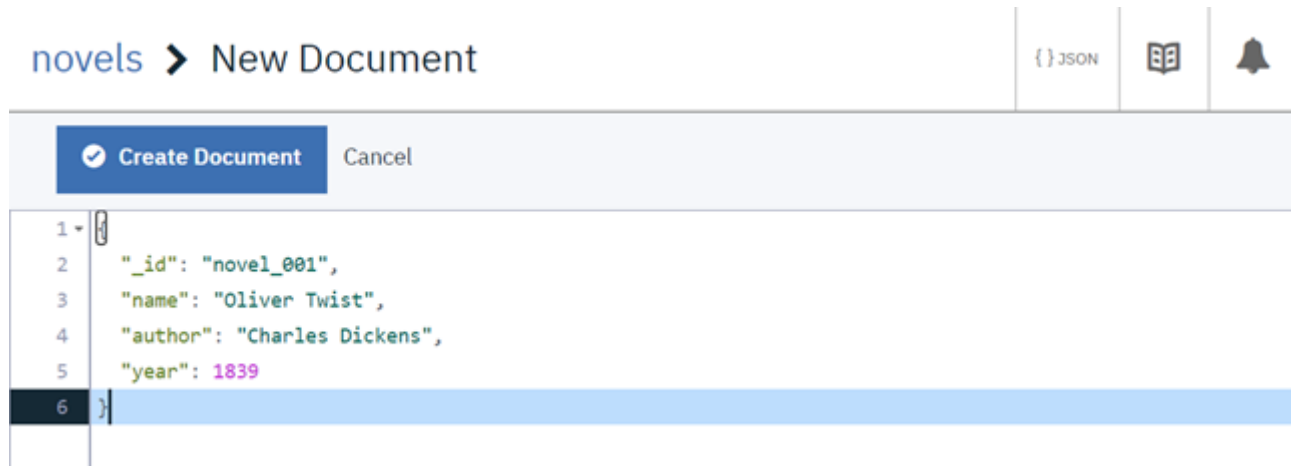 novels > New Document
{ } JSON
Create Document Cancel
1 {
2 "_id": "novel_001",
3 "name": "Oliver Twist",
4 "author": "Charles Dickens",
5 "year": 1839
6 }